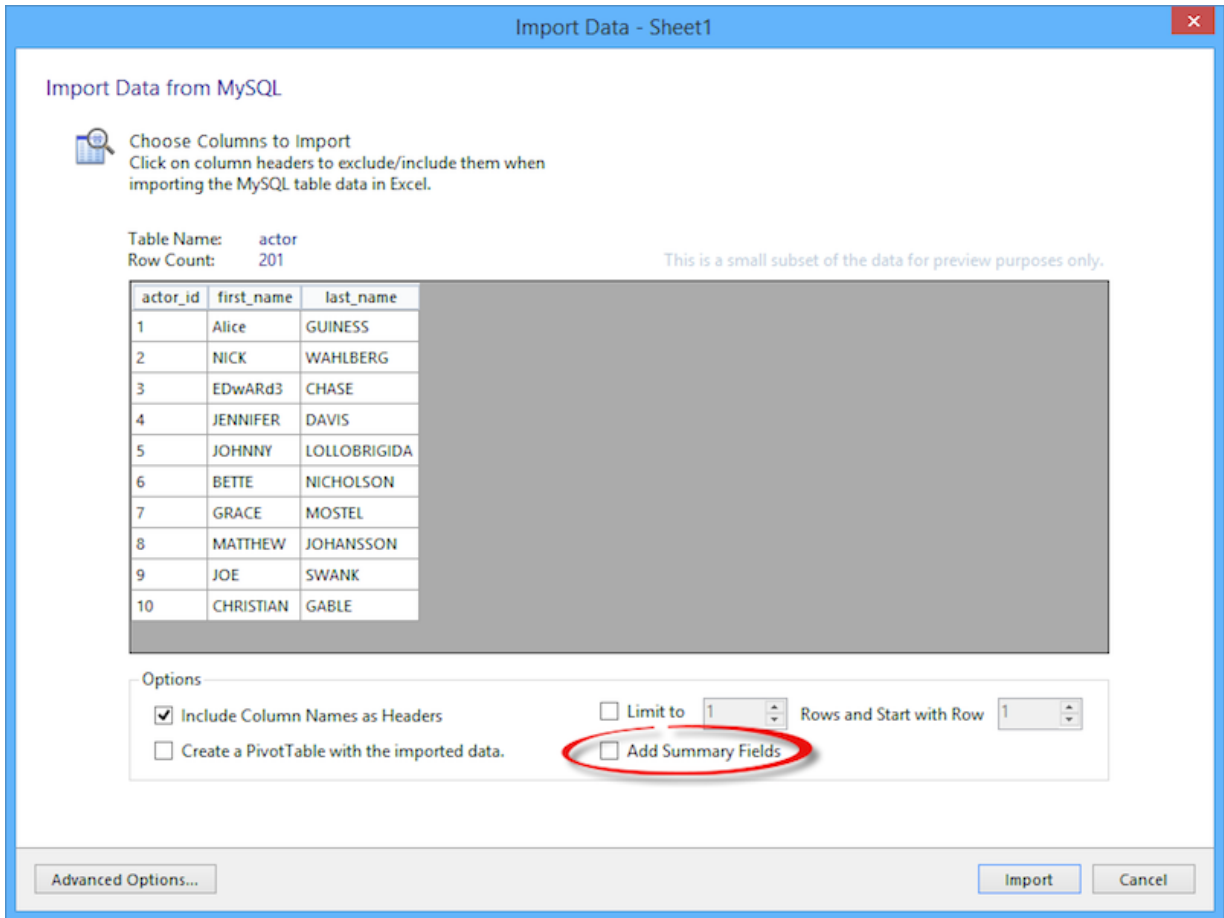 Import Data - Sheet1
Import Data from MySQL
Choose Columns to Import
Click on column headers to exclude/include them when
importing the MySQL table data in Excel.
Table Name: actor
Row Count: 201
This is a small subset of the data for preview purposes only.
actor_id first_name last_name
1 Alice GUINESS
2 NICK WAHLBERG
3 EDwARd3 CHASE
4 JENNIFER DAVIS
5 JOHNNY LOLLOBRIGIDA
6 BETTE NICHOLSON
7 GRACE MOSTEL
8 MATTHEW JOHANSSON
9 JOE SWANK
10 CHRISTIAN GABLE
Options
Include Column Names as Headers
Limit to 1 Rows and Start with Row 1
Create a PivotTable with the imported data.
Add Summary Fields
Advanced Options... Import Cancel